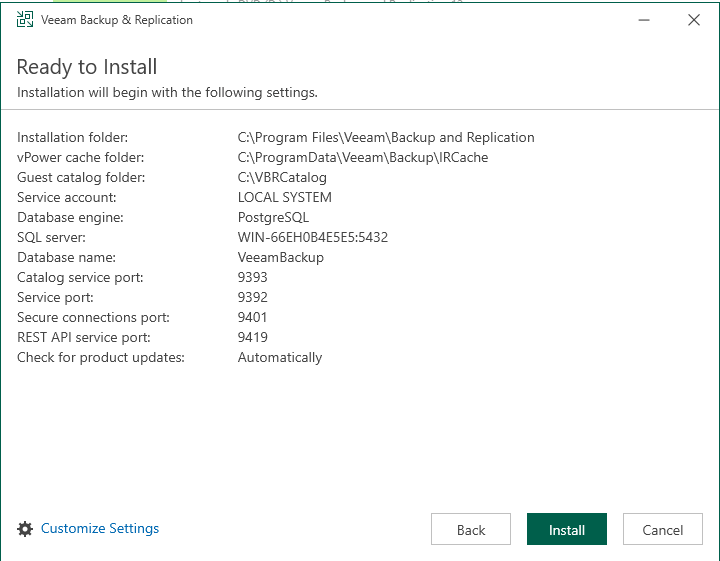 Veeam Backup & Replication
Ready to Install
Installation will begin with the following settings.
Installation folder: C:\Program Files\Veeam\Backup and Replication
vPower cache folder: C:\ProgramData\Veeam\Backup\IRCache
Guest catalog folder: C:\VBRCatalog
Service account: LOCAL SYSTEM
Database engine: PostgreSQL
SQL server: WIN-66EH0B4E5E5:5432
Database name: VeeamBackup
Catalog service port: 9393
Service port: 9392
Secure connections port: 9401
REST API service port: 9419
Check for product updates: Automatically
Customize Settings Back Install Cancel